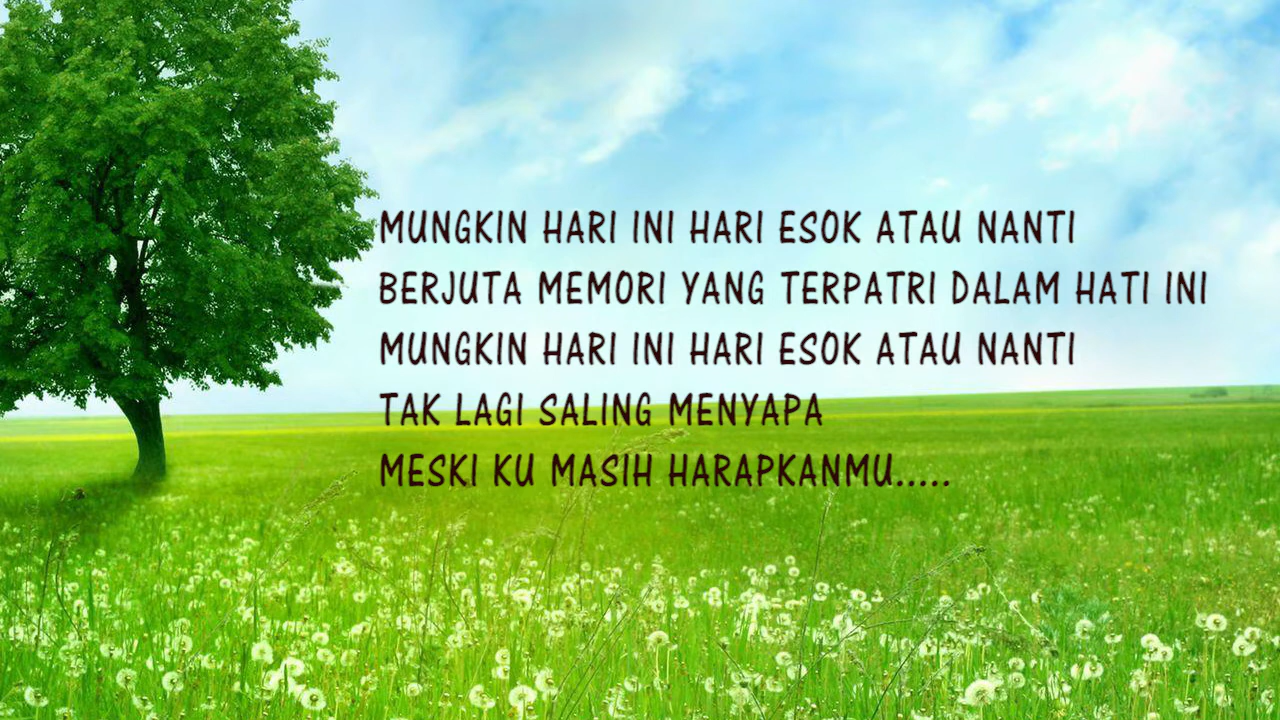 MUNGKIN HARI INI HARI ESOK ATAU NANTI
BERJUTA MEMORI YANG TERPATRI DALAM HATI INI
MUNGKIN HARI INI HARI ESOK ATAU NANTI
TAK LAGI SALING MENYAPA
MESKI KU MASIH HARAPKANMU.....